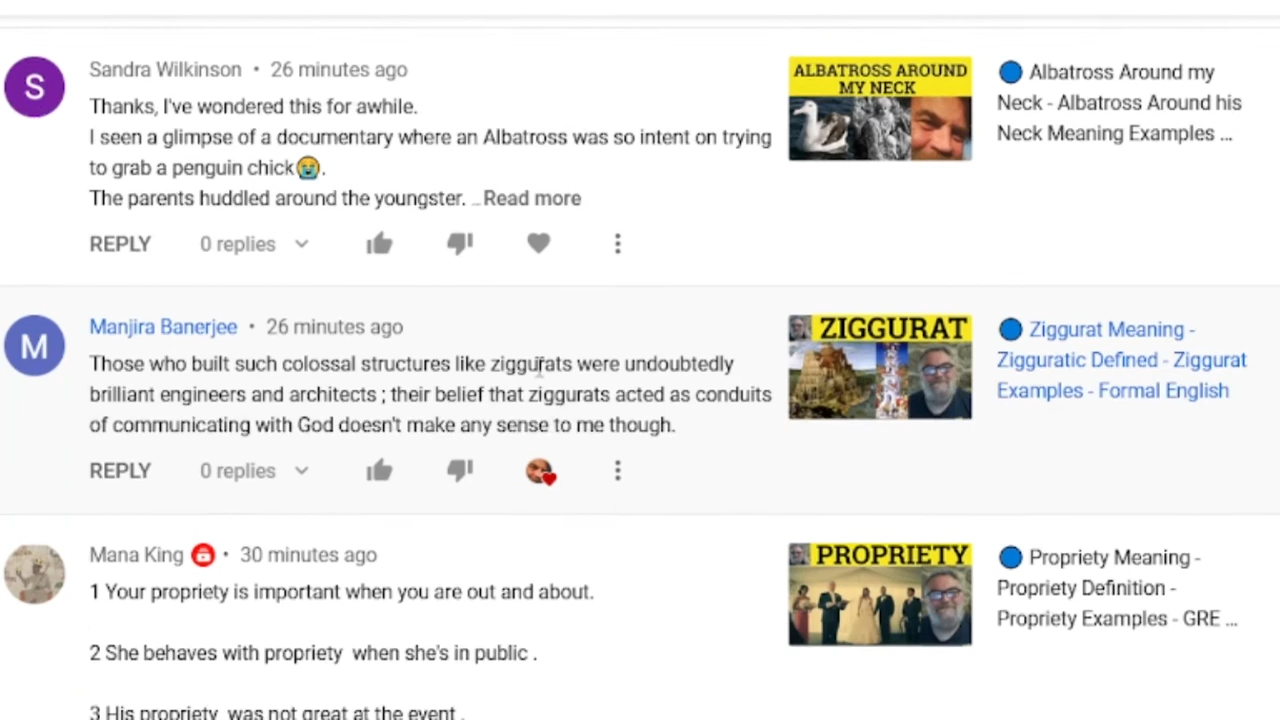 S
Sandra Wilkinson • 26 minutes ago
Thanks, I've wondered this for awhile.
I seen a glimpse of a documentary where an Albatross was so intent on trying
to grab a penguin chick😭.
The parents huddled around the youngster. ...Read more
REPLY 0 replies
ALBATROSS AROUND
MY NECK
🔵 Albatross Around my
Neck - Albatross Around his
Neck Meaning Examples ...
M
Manjira Banerjee • 26 minutes ago
Those who built such colossal structures like ziggurats were undoubtedly
brilliant engineers and architects ; their belief that ziggurats acted as conduits
of communicating with God doesn't make any sense to me though.
REPLY 0 replies
ZIGGURAT
🔵 Ziggurat Meaning -
Zigguratic Defined - Ziggurat
Examples - Formal English
Mana King • 30 minutes ago
1 Your propriety is important when you are out and about.
2 She behaves with propriety when she's in public .
3 His propriety was not great at the event .
PROPRIETY
🔵 Propriety Meaning -
Propriety Definition -
Propriety Examples - GRE ...